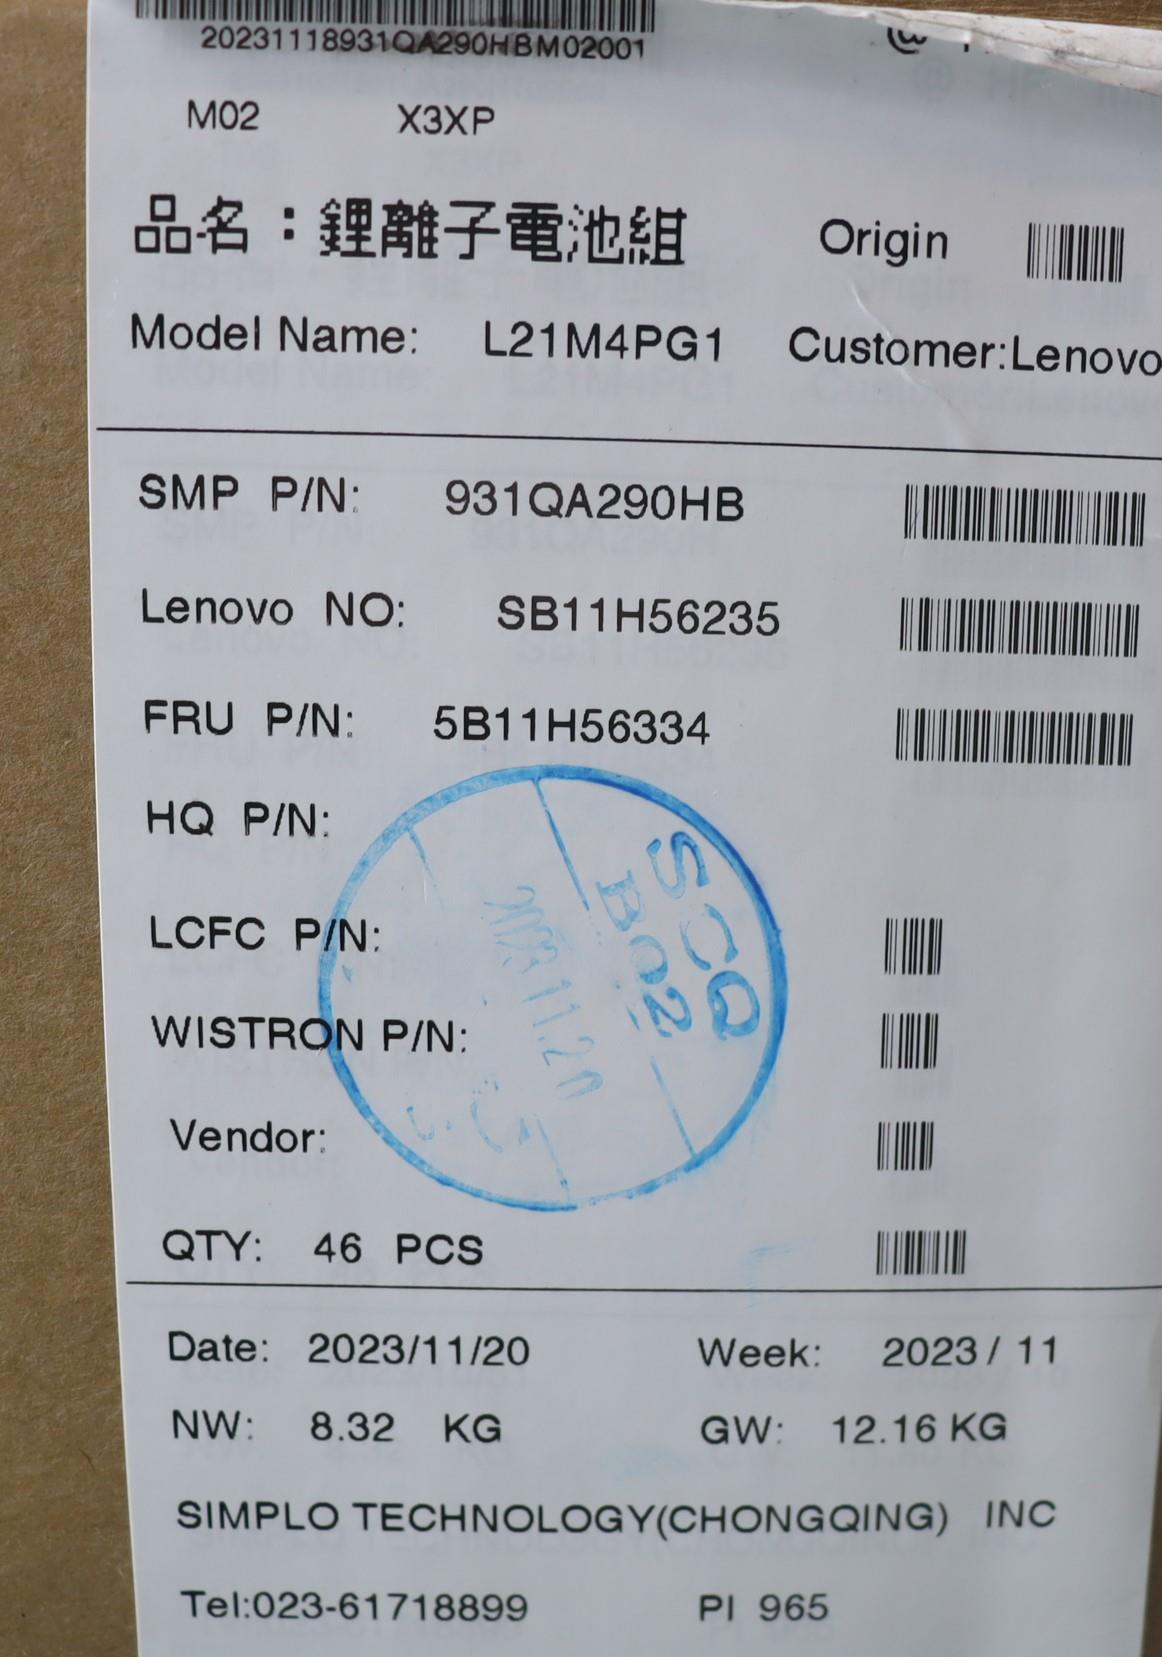 20231118931QA290HBM02001
M02 X3XP
品名：鋰離子電池組 Origin
Model Name: L21M4PG1 Customer:Lenovo
SMP P/N: 931QA290HB
Lenovo NO: SB11H56235
FRU P/N: 5B11H56334
HQ P/N:
LCFC P/N:
WISTRON P/N:
Vendor:
SCQ
B02
2023.11.20
QTY: 46 PCS
Date: 2023/11/20 Week: 2023 / 11
NW: 8.32 KG GW: 12.16 KG
SIMPLO TECHNOLOGY(CHONGQING) INC
Tel:023-61718899 PI 965